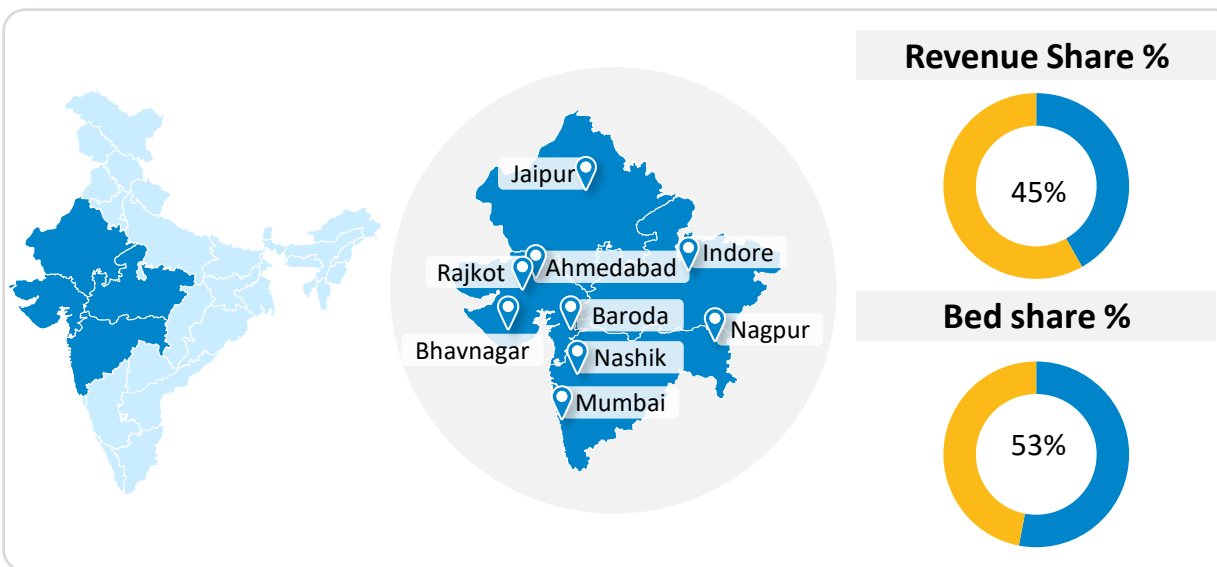 Revenue Share %
45%
Bed share %
53%
Jaipur
Indore
Ahmedabad
Rajkot
Baroda
Nagpur
Bhavnagar
Nashik
Mumbai